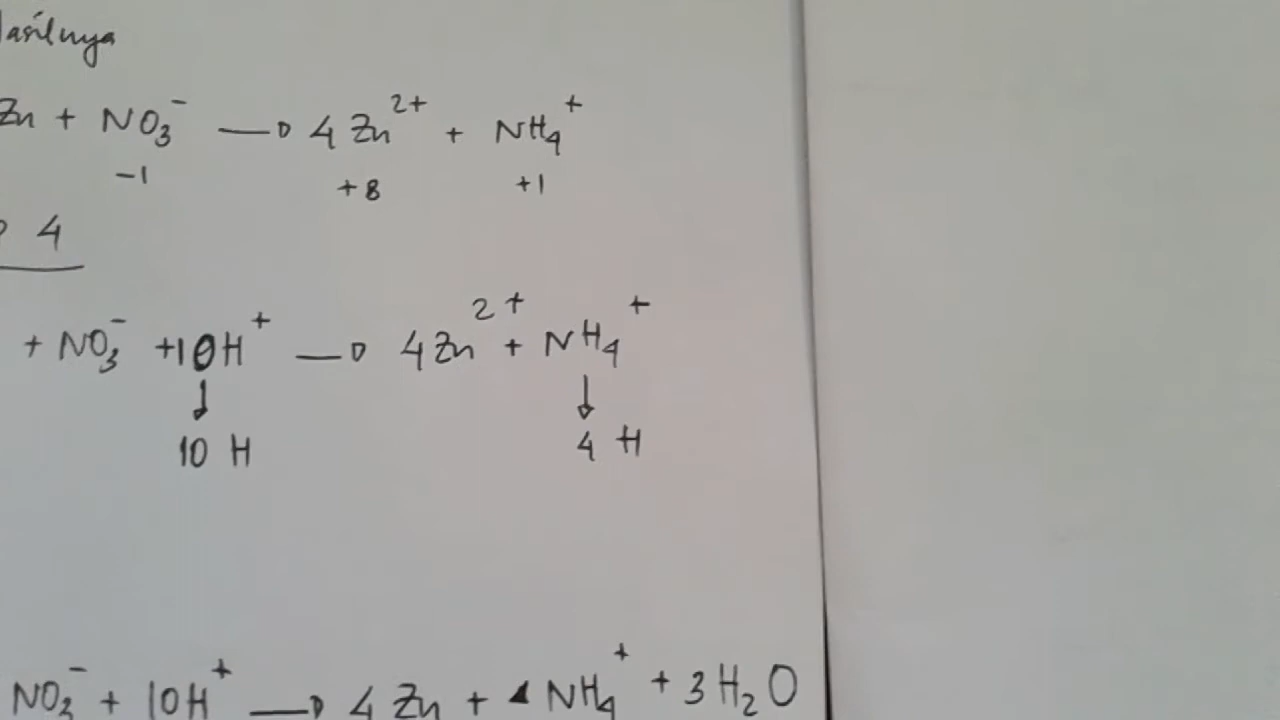 Hasilnya
Zn + NO₃⁻ → 4 Zn²⁺ + NH₄⁺
-1 +8 +1
4
+ NO₃⁻ + 10H⁺ → 4 Zn²⁺ + NH₄⁺
↓ ↓
10 H 4 H
NO₃⁻ + 10H⁺ → 4 Zn + NH₄⁺ + 3 H₂O